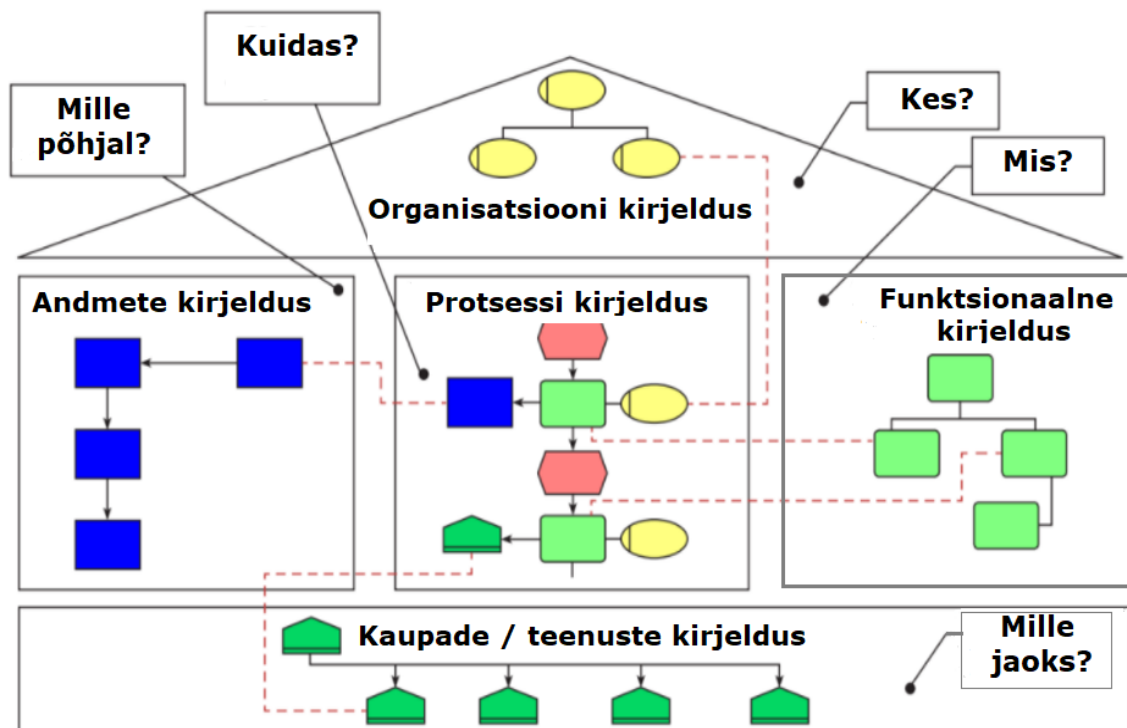 Kuidas?
Mille
põhjal?
Kes?
Mis?
Organisatsiooni kirjeldus
Andmete kirjeldus
Protsessi kirjeldus
Funktsionaalne
kirjeldus
Kaupade / teenuste kirjeldus
Mille
jaoks?